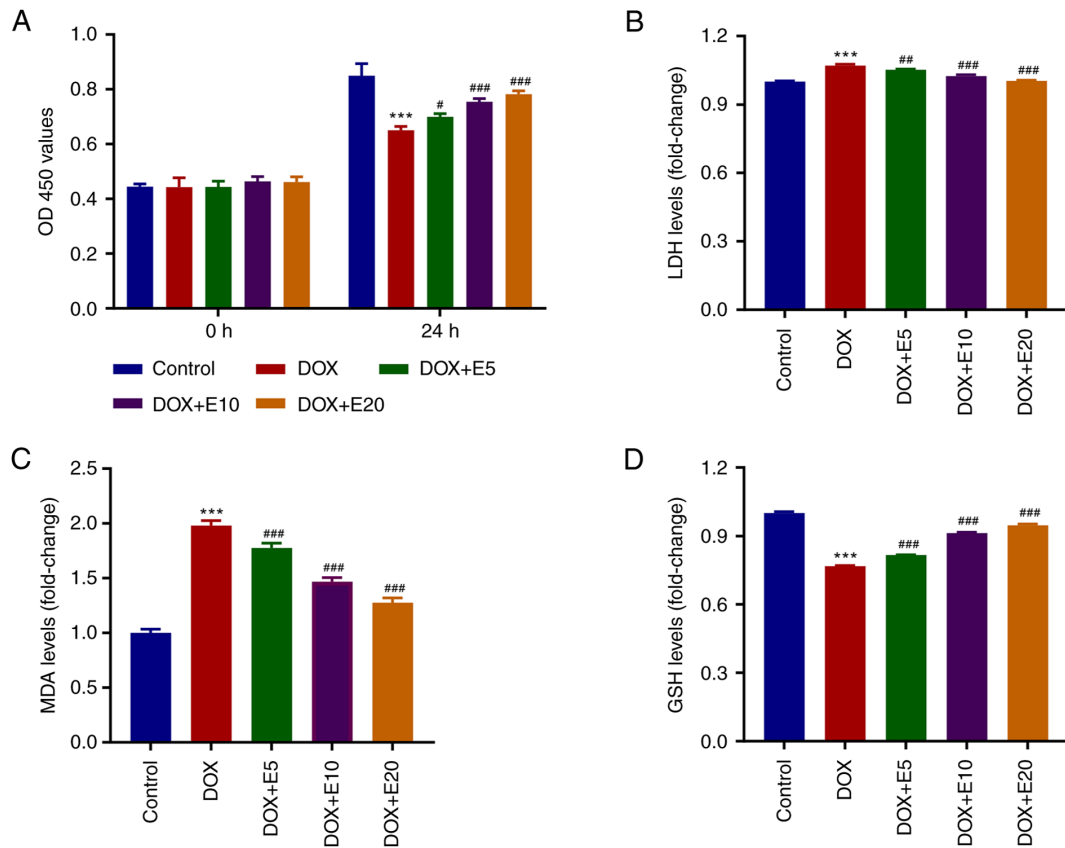 A
OD 450 values
1.0
0.8
0.6
0.4
0.2
0.0
***
#
###
###
0 h
24 h
Control
DOX
DOX+E5
DOX+E10
DOX+E20
B
LDH levels (fold-change)
1.2
0.9
0.6
0.3
0.0
***
##
###
###
Control
DOX
DOX+E5
DOX+E10
DOX+E20
C
MDA levels (fold-change)
2.5
2.0
1.5
1.0
0.5
0.0
***
###
###
###
Control
DOX
DOX+E5
DOX+E10
DOX+E20
D
GSH levels (fold-change)
1.2
0.9
0.6
0.3
0.0
***
###
###
###
Control
DOX
DOX+E5
DOX+E10
DOX+E20